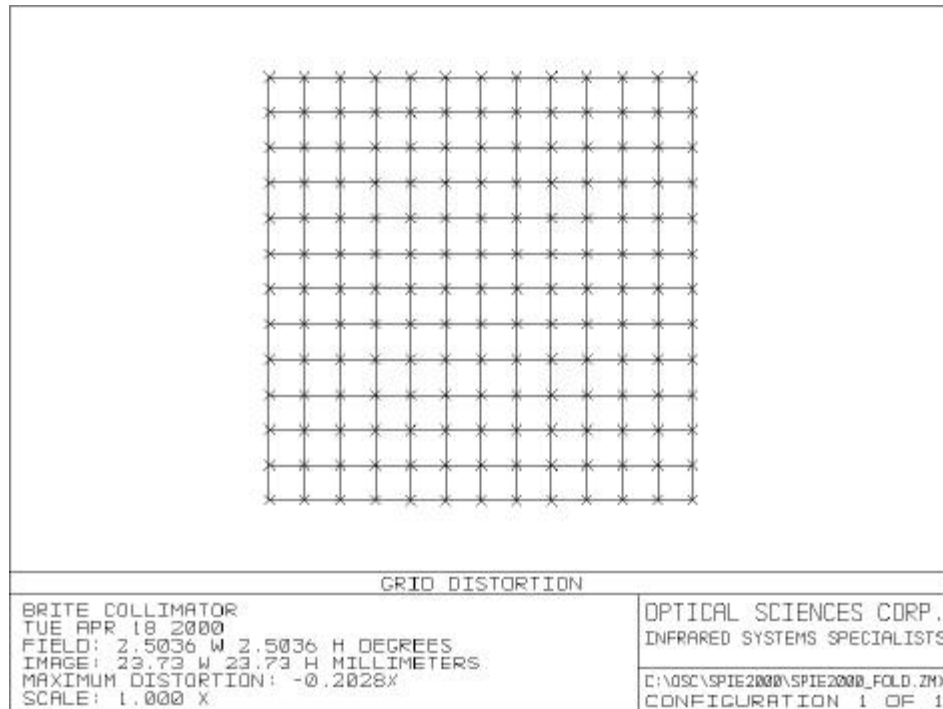 GRID DISTORTION
BRITE COLLIMATOR
TUE APR 18 2000
FIELD: 2.5036 W 2.5036 H DEGREES
IMAGE: 23.73 W 23.73 H MILLIMETERS
MAXIMUM DISTORTION: -0.2028%
SCALE: 1.000 X
OPTICAL SCIENCES CORP.
INFRARED SYSTEMS SPECIALISTS
C:\OSC\SPIE2000\SPIE2000_FOLD.ZMX
CONFIGURATION 1 OF 1